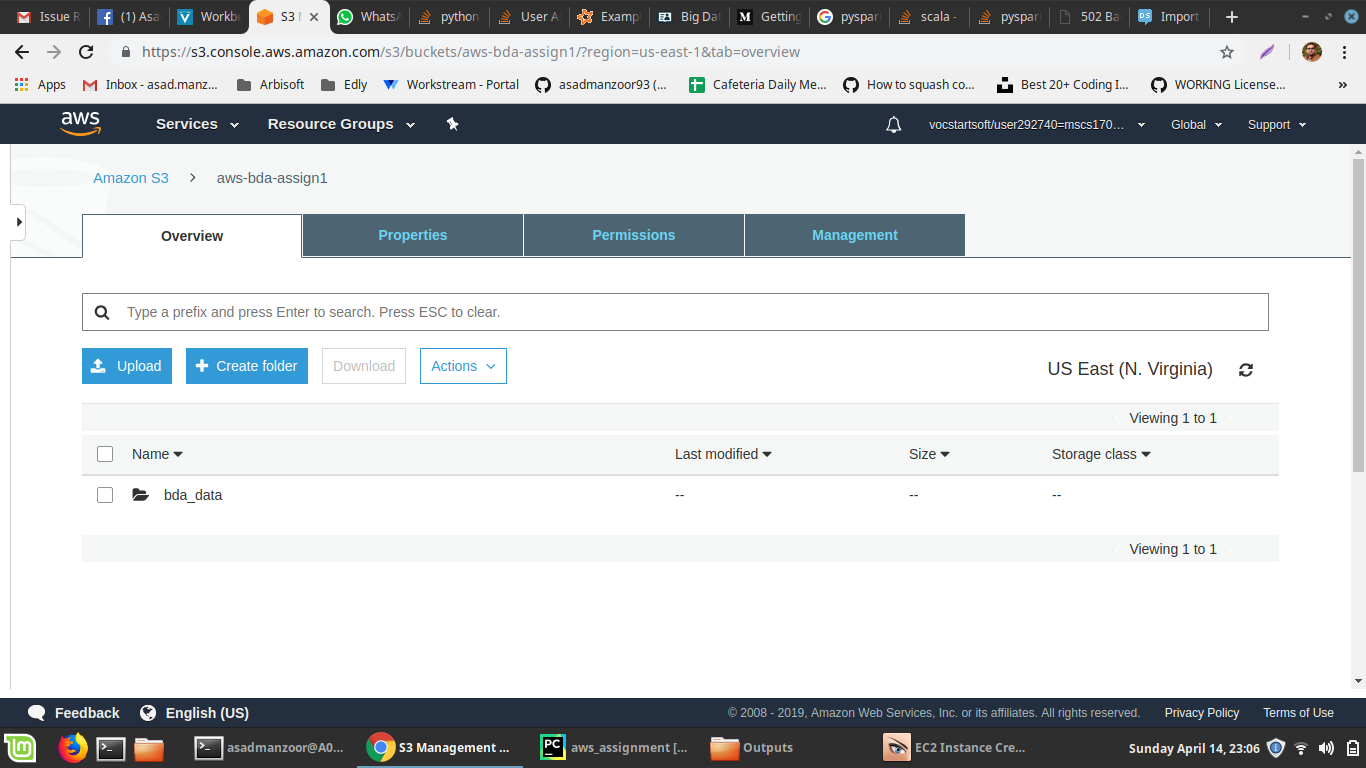 Issue R
(1) Asa
Workbe
S3 M
WhatsA
python
User A
Exampl
Big Dat
Getting
pyspar
scala -
pyspar
502 Ba
Import
https://s3.console.aws.amazon.com/s3/buckets/aws-bda-assign1/?region=us-east-1&tab=overview
Apps
Inbox - asad.manz...
Arbisoft
Edly
Workstream - Portal
asadmanzoor93 (...
Cafeteria Daily Me...
How to squash co...
Best 20+ Coding I...
WORKING License...
»
aws
Services
Resource Groups
vocstartsoft/user292740=mscs170...
Global
Support
Amazon S3
aws-bda-assign1
Overview
Properties
Permissions
Management
Type a prefix and press Enter to search. Press ESC to clear.
Upload
Create folder
Download
Actions
US East (N. Virginia)
Viewing 1 to 1
Name
Last modified
Size
Storage class
bda_data
--
--
--
Viewing 1 to 1
Feedback
English (US)
© 2008 - 2019, Amazon Web Services, Inc. or its affiliates. All rights reserved.
Privacy Policy
Terms of Use
asadmanzoor@A0...
S3 Management ...
PC
aws_assignment [...
Outputs
EC2 Instance Cre...
Sunday April 14, 23:06